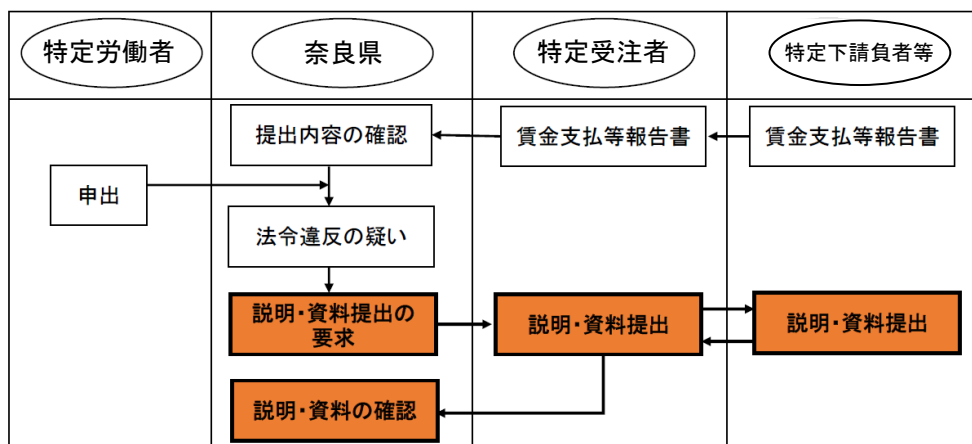 特定労働者
奈良県
特定受注者
特定下請負者等
提出内容の確認
賃金支払等報告書
賃金支払等報告書
申出
法令違反の疑い
説明・資料提出の
要求
説明・資料提出
説明・資料提出
説明・資料の確認